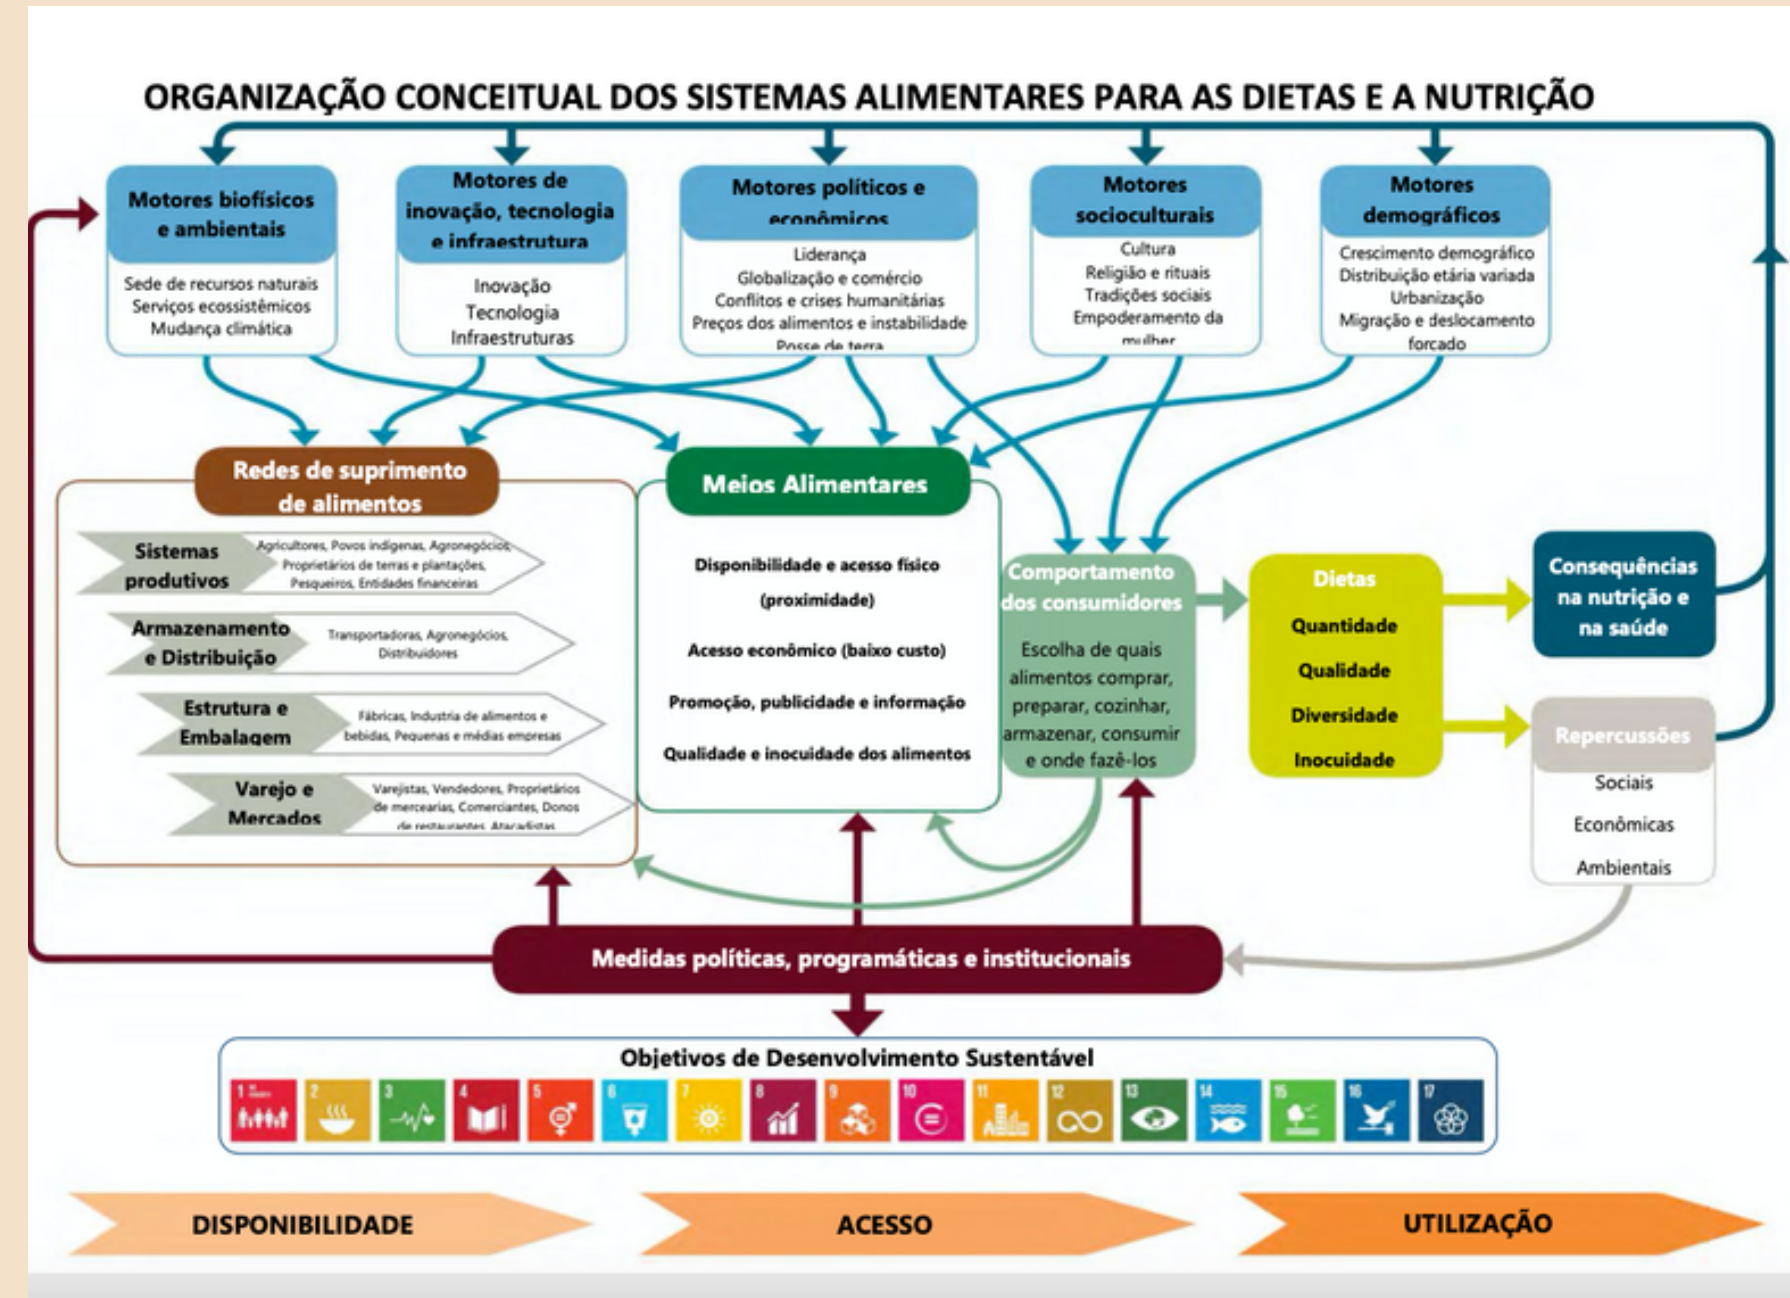 ORGANIZAÇÃO CONCEITUAL DOS SISTEMAS ALIMENTARES PARA AS DIETAS E A NUTRIÇÃO
Motores biofísicos
e ambientais
Sede de recursos naturais
Serviços ecossistêmicos
Mudança climática
Motores de
inovação, tecnologia
e infraestrutura
Inovação
Tecnologia
Infraestruturas
Motores políticos e
econômicos
Liderança
Globalização e comércio
Conflitos e crises humanitárias
Preços dos alimentos e instabilidade
Posse de terra
Motores
socioculturais
Cultura
Religião e rituais
Tradições sociais
Empoderamento da
mulher
Motores
demográficos
Crescimento demográfico
Distribuição etária variada
Urbanização
Migração e deslocamento
forcado
Redes de suprimento
de alimentos
Sistemas
produtivos
Agricultores, Povos indígenas, Agronegócios,
Proprietários de terras e plantações,
Pesqueiros, Entidades financeiras
Armazenamento
e Distribuição
Transportadoras, Agronegócios,
Distribuidores
Estrutura e
Embalagem
Fábricas, Industria de alimentos e
bebidas, Pequenas e médias empresas
Varejo e
Mercados
Varejistas, Vendedores, Proprietários
de mercearias, Comerciantes, Donos
de restaurantes, Atacadistas
Meios Alimentares
Disponibilidade e acesso físico
(proximidade)
Acesso econômico (baixo custo)
Promoção, publicidade e informação
Qualidade e inocuidade dos alimentos
Comportamento
dos consumidores
Escolha de quais
alimentos comprar,
preparar, cozinhar,
armazenar, consumir
e onde fazê-los
Dietas
Quantidade
Qualidade
Diversidade
Inocuidade
Consequências
na nutrição e
na saúde
Repercussões
Sociais
Econômicas
Ambientais
Medidas políticas, programáticas e institucionais
Objetivos de Desenvolvimento Sustentável
1 2 3 4 5 6 7 8 9 10 11 12 13 14 15 16 17
DISPONIBILIDADE
ACESSO
UTILIZAÇÃO